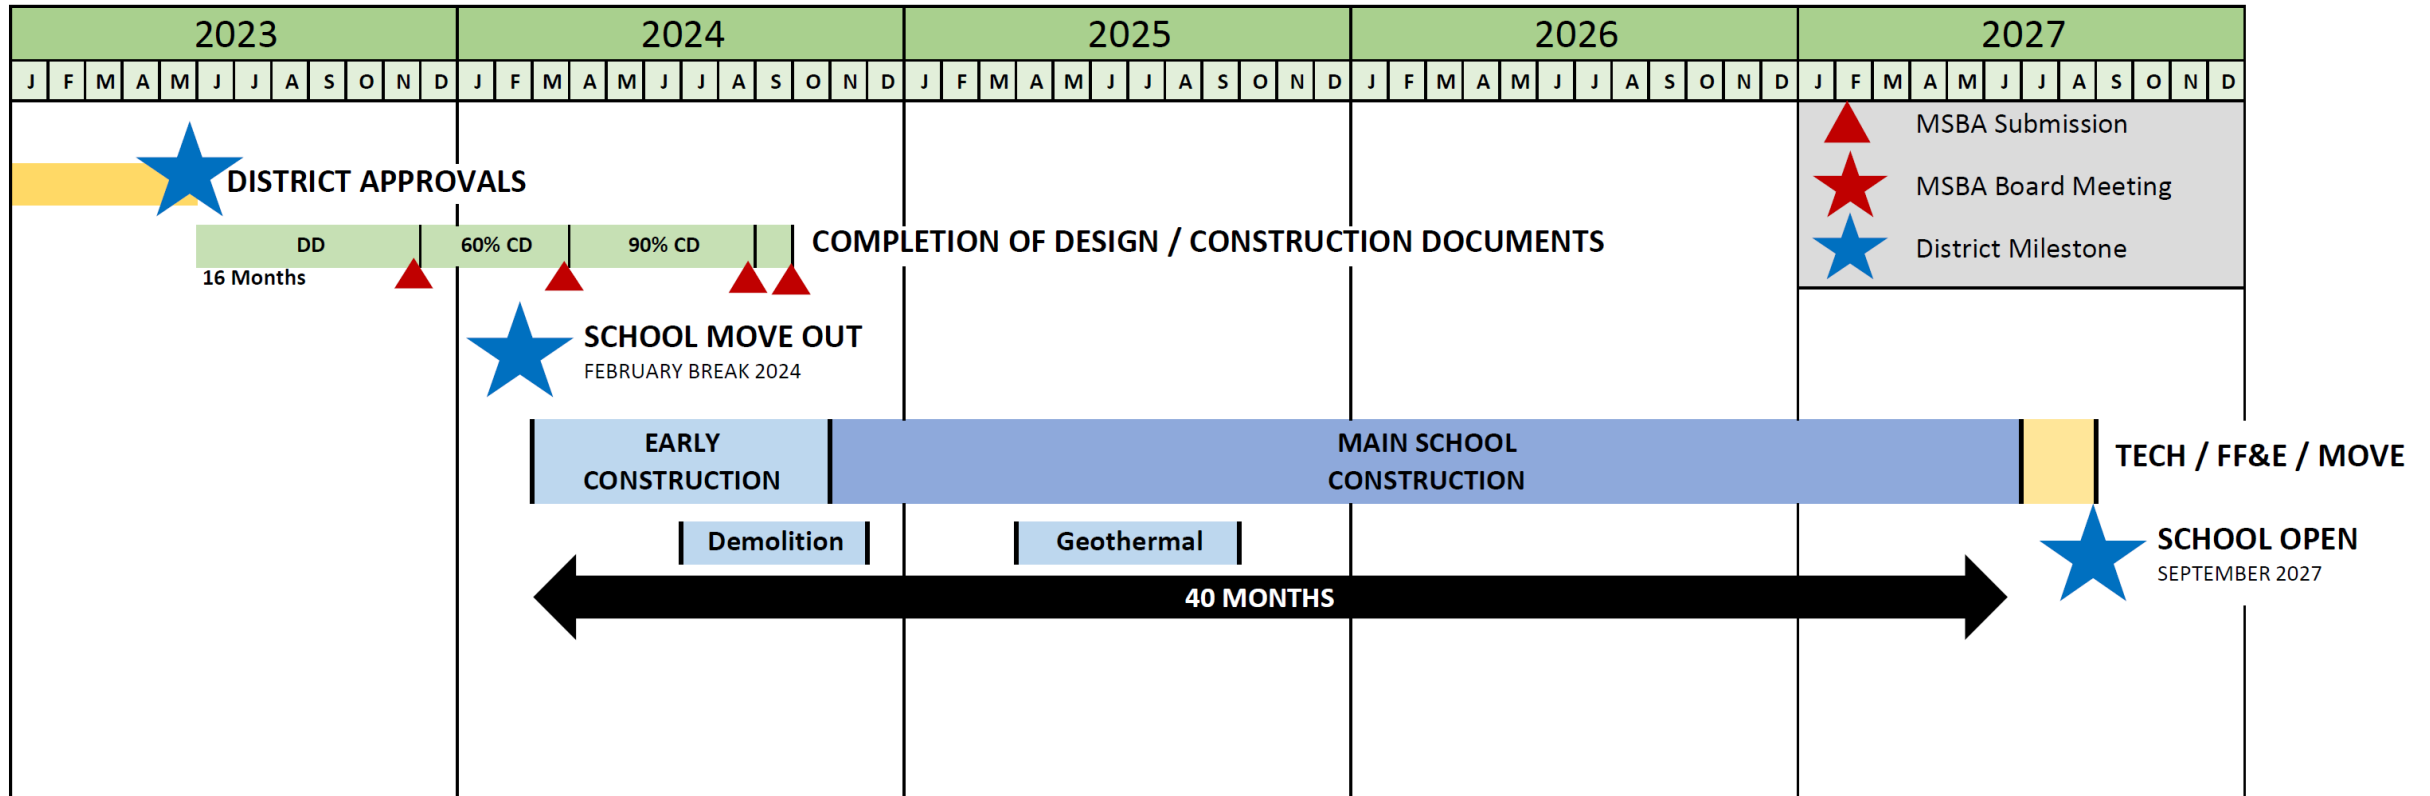 2023 2024 2025 2026 2027
J F M A M J J A S O N D J F M A M J J A S O N D J F M A M J J A S O N D J F M A M J J A S O N D J F M A M J J A S O N D
MSBA Submission
MSBA Board Meeting
District Milestone
DISTRICT APPROVALS
DD 60% CD 90% CD
COMPLETION OF DESIGN / CONSTRUCTION DOCUMENTS
16 Months
SCHOOL MOVE OUT
FEBRUARY BREAK 2024
EARLY
CONSTRUCTION
MAIN SCHOOL
CONSTRUCTION
TECH / FF&E / MOVE
Demolition
Geothermal
SCHOOL OPEN
SEPTEMBER 2027
40 MONTHS